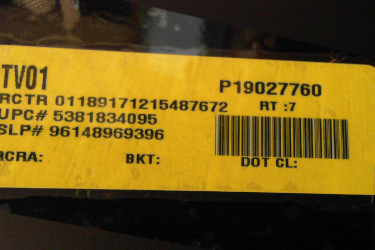 TV01 P19027760
RCTR 01189171215487672 RT :7
UPC# 5381834095
SLP# 96148969396
RCRA: BKT: DOT CL: